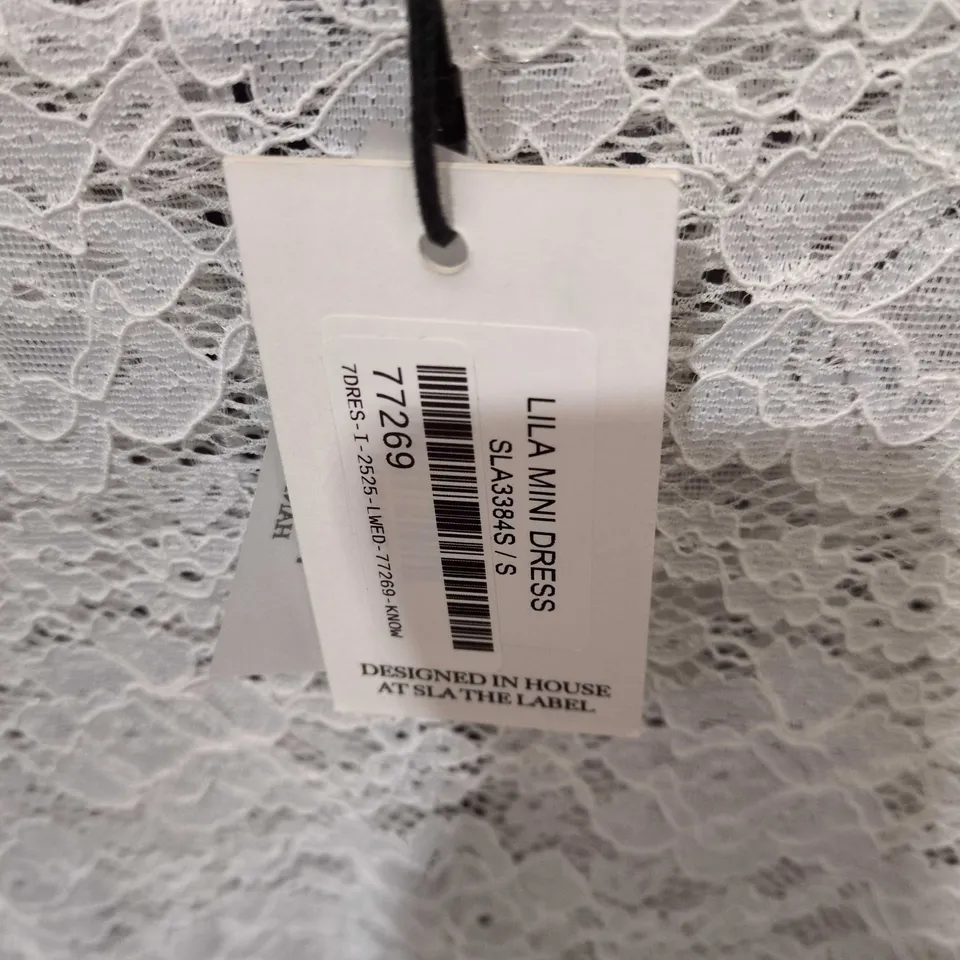 LILA MINI DRESS
SLA3384S / S
77269
7DRES-I-2525-LWED-77269-KNOW
DESIGNED IN HOUSE
AT SLA THE LABEL